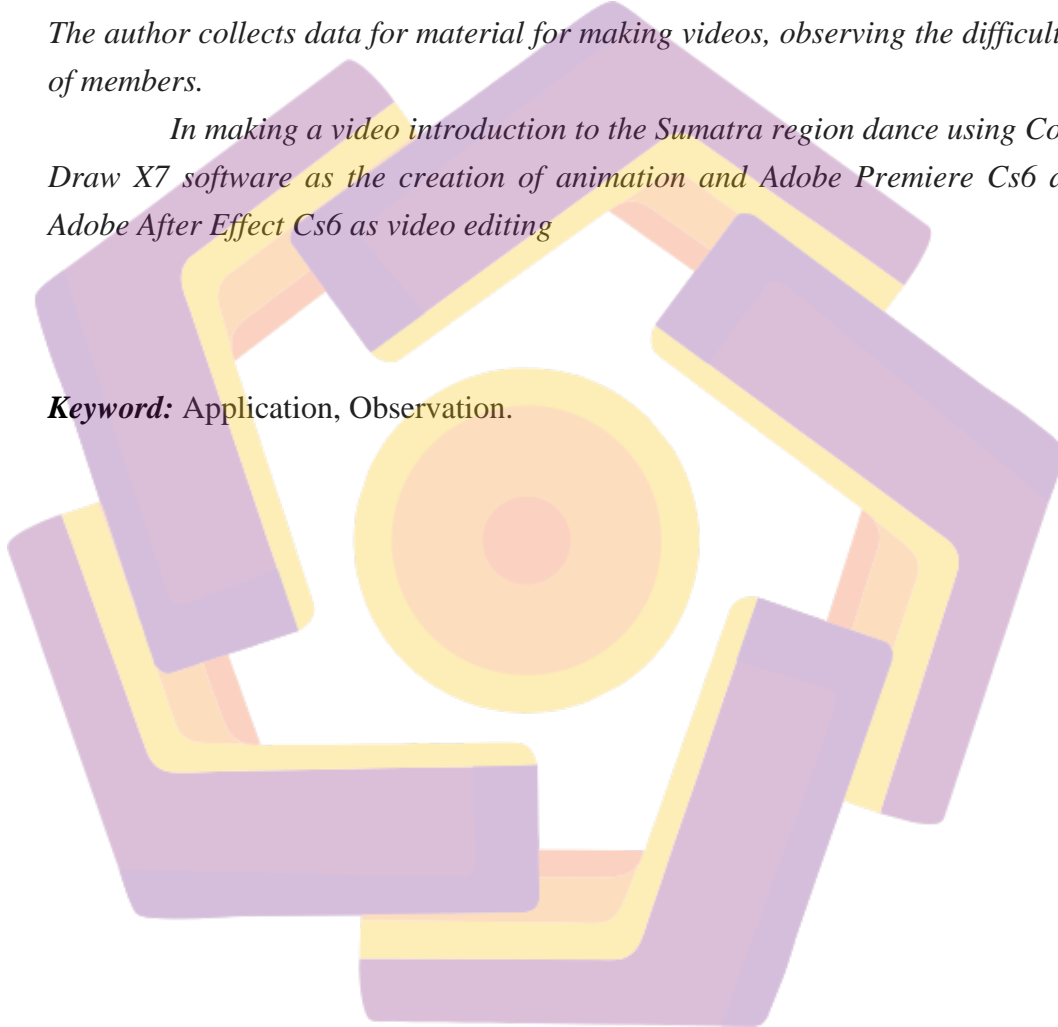 The author collects data for material for making videos, observing the difficult
of members.
In making a video introduction to the Sumatra region dance using Co
Draw X7 software as the creation of animation and Adobe Premiere Cs6 a
Adobe After Effect Cs6 as video editing
Keyword: Application, Observation.